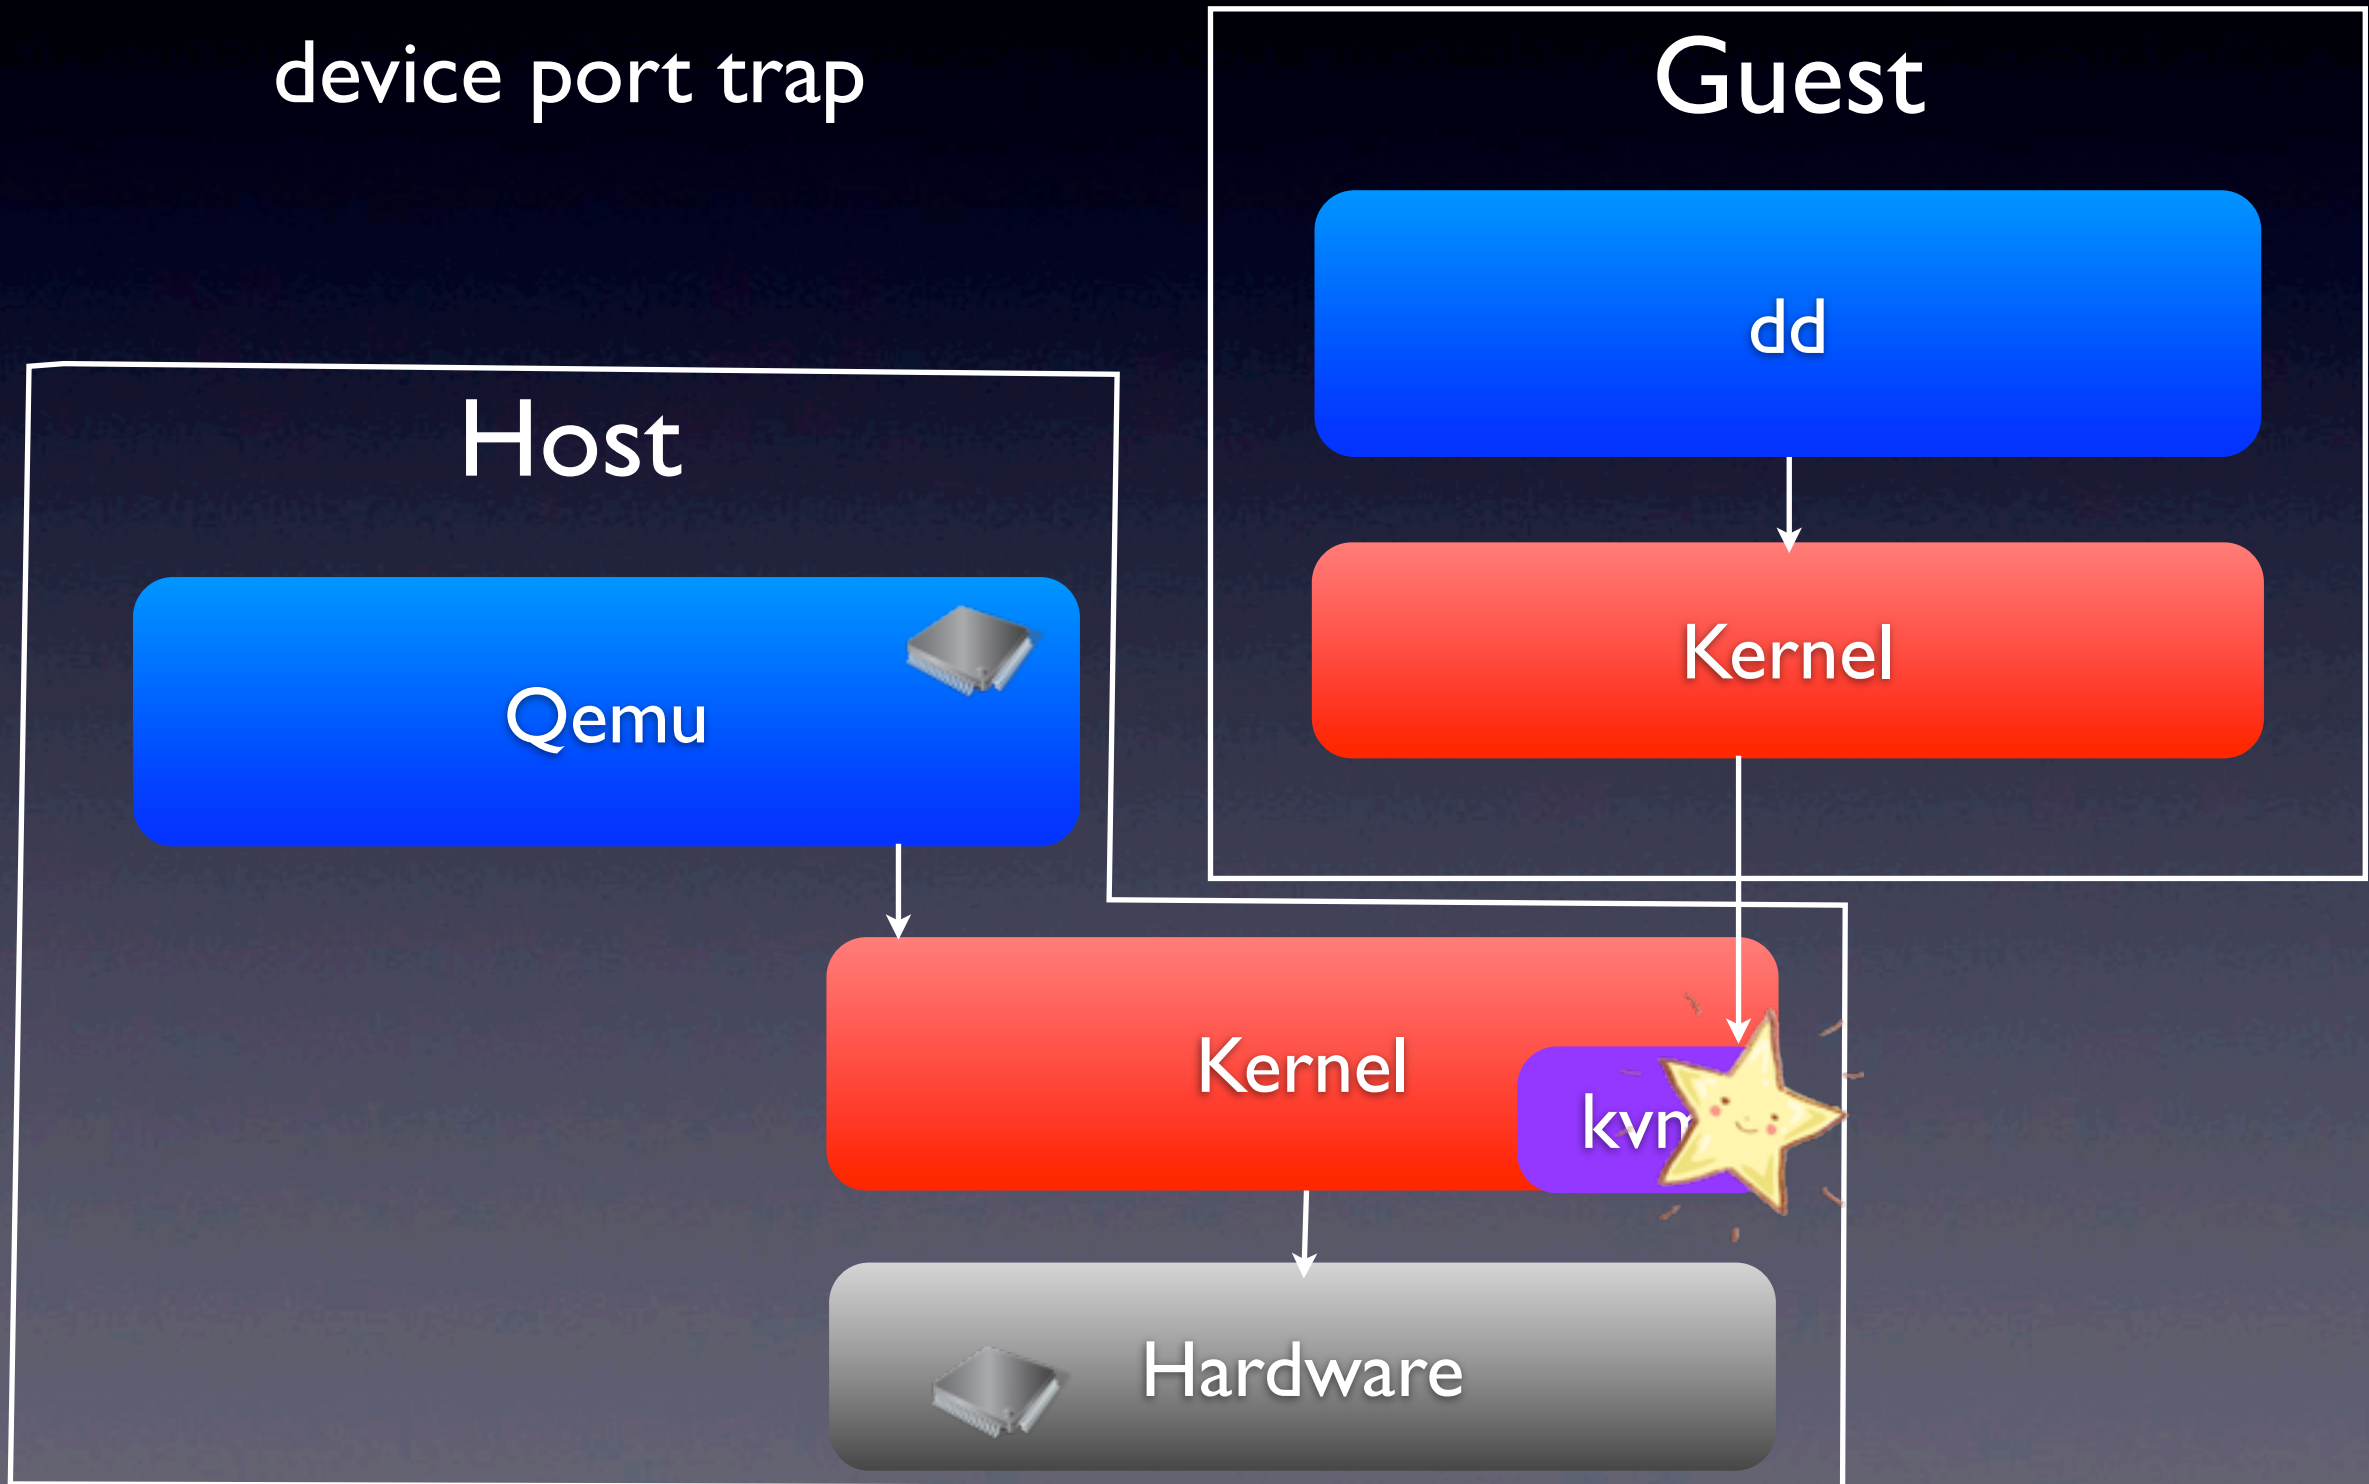 device port trap
Guest
dd
Host
Kernel
Qemu
Kernel
Hardware